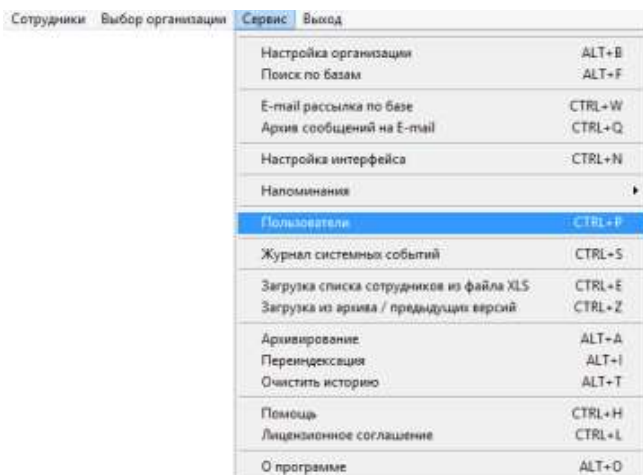 Сотрудники Выбор организации Сервис Выход
Настройка организации ALT+B
Поиск по базам ALT+F
E-mail рассылка по базе CTRL+W
Архив сообщений на E-mail CTRL+Q
Настройка интерфейса CTRL+N
Напоминания
Пользователи CTRL+P
Журнал системных событий CTRL+S
Загрузка списка сотрудников из файла XLS CTRL+E
Загрузка из архива / предыдущих версий CTRL+Z
Архивирование ALT+A
Переиндексация ALT+I
Очистить историю ALT+T
Помощь CTRL+H
Лицензионное соглашение CTRL+L
О программе ALT+O